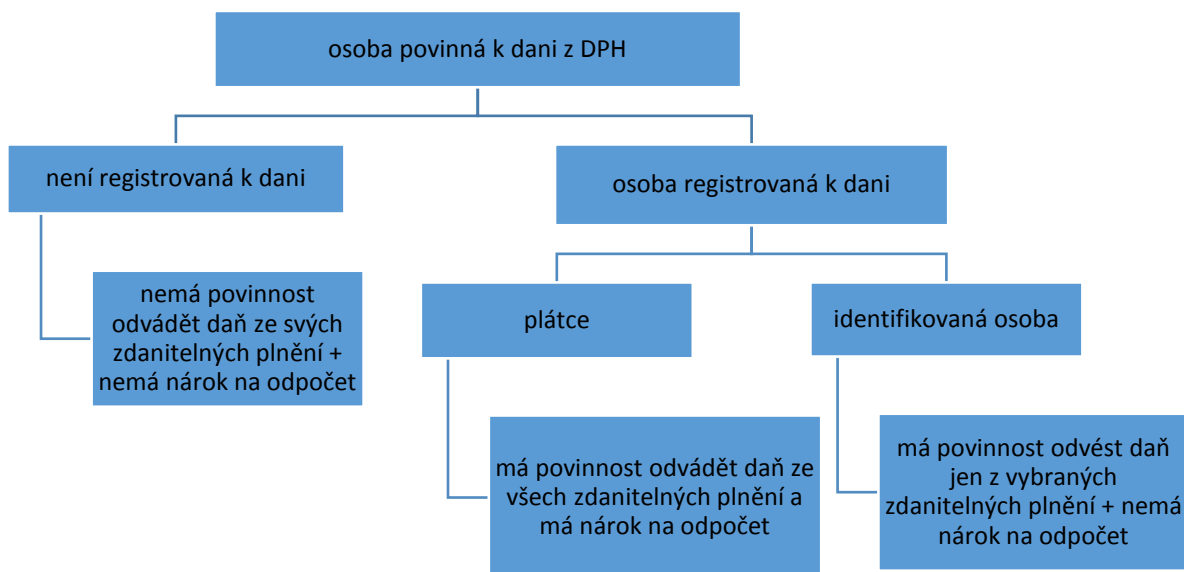 osoba povinná k dani z DPH
není registrovaná k dani
osoba registrovaná k dani
nemá povinnost
odvádět daň ze svých
zdanitelných plnění +
nemá nárok na odpočet
plátce
identifikovaná osoba
má povinnost odvádět daň ze
všech zdanitelných plnění a
má nárok na odpočet
má povinnost odvést daň
jen z vybraných
zdanitelných plnění + nemá
nárok na odpočet